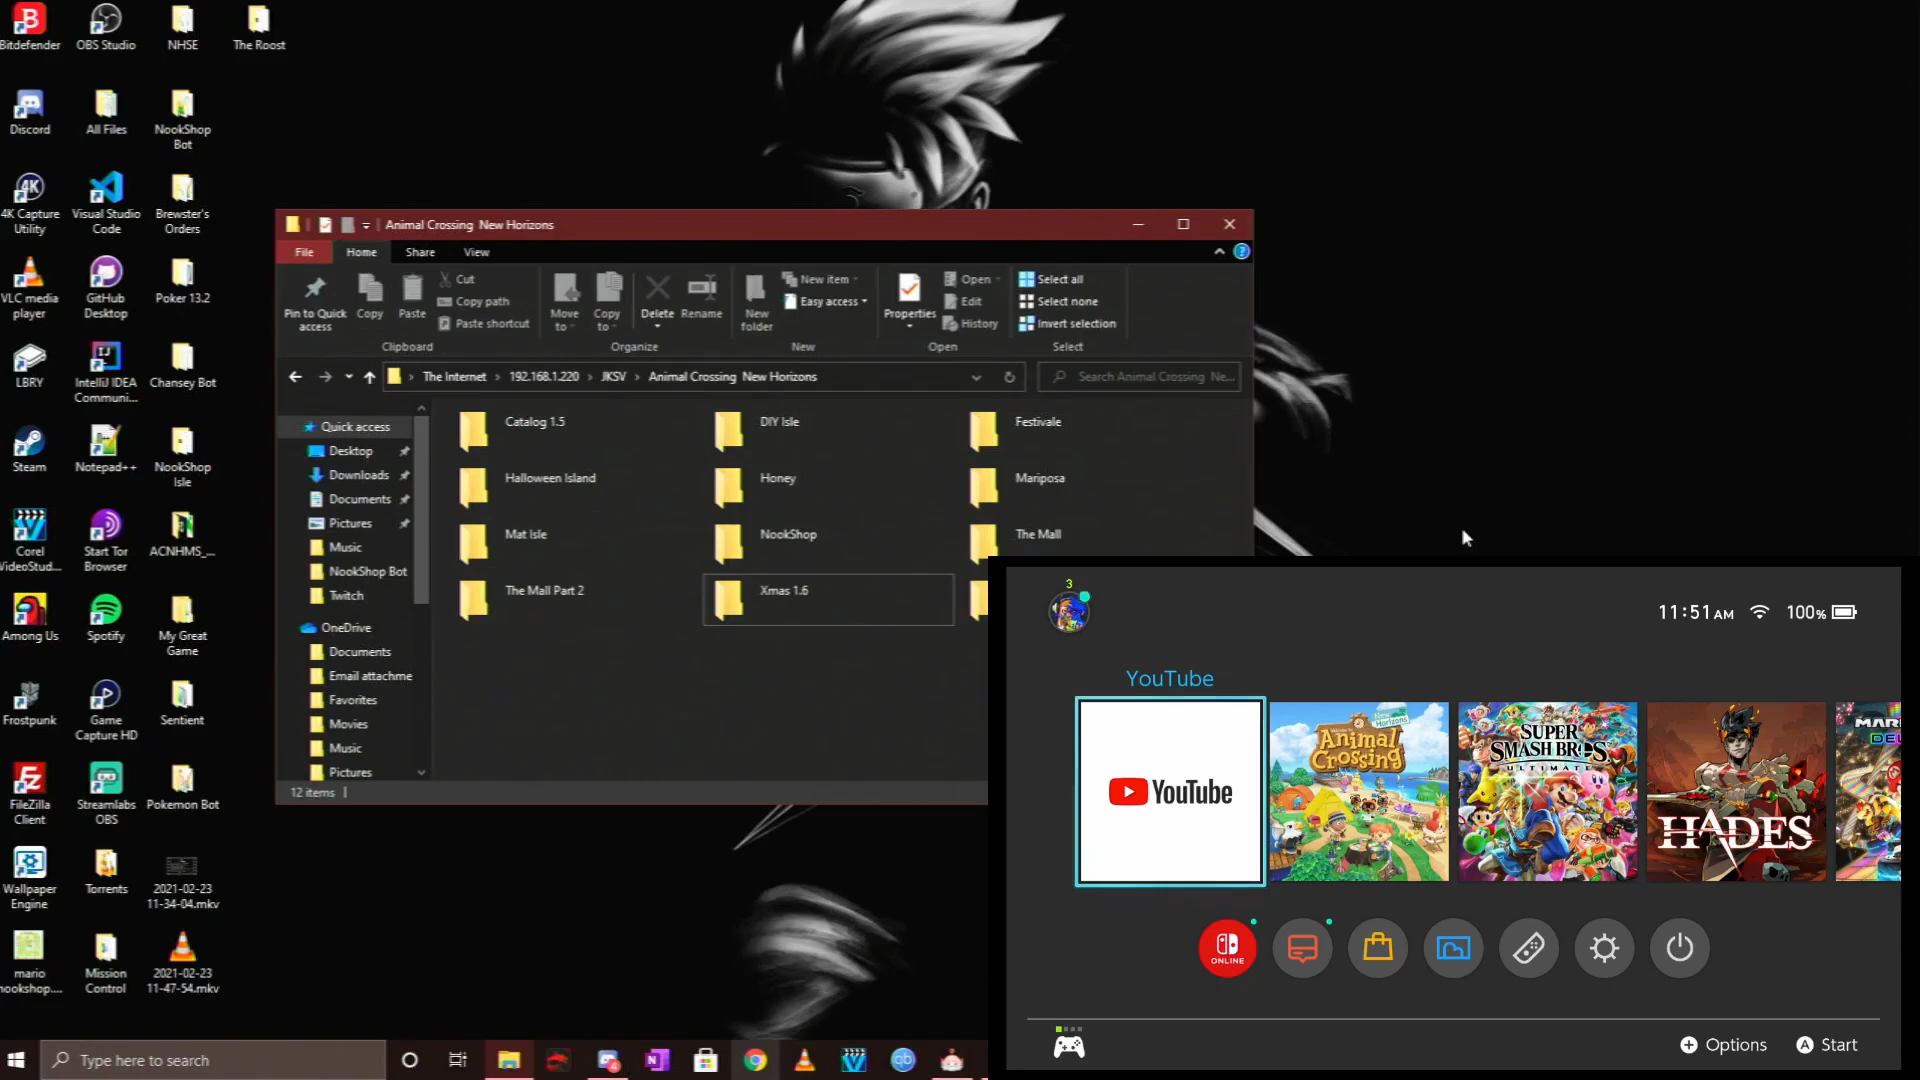 Bitdefender
OBS Studio
NHSE
The Roost
Discord
All Files
NookShop
Bot
4K Capture
Utility
Visual Studio
Code
Brewster's
Orders
VLC media
player
GitHub
Desktop
Poker 13.2
LBRY
IntelliJ IDEA
Communi...
Chansey Bot
Steam
Notepad++
NookShop
Isle
Corel
VideoStud...
Start Tor
Browser
ACNHMS_...
Among Us
Spotify
My Great
Game
Frostpunk
Game
Capture HD
Sentient
FileZilla
Client
Streamlabs
OBS
Pokemon Bot
Wallpaper
Engine
Torrents
2021-02-23
11-34-04.mkv
mario
nookshop....
Mission
Control
2021-02-23
11-47-54.mkv
Animal Crossing New Horizons
File
Home
Share
View
Pin to Quick
access
Copy
Paste
Cut
Copy path
Paste shortcut
Clipboard
Move
to
Copy
to
Delete
Rename
Organize
New
folder
New item
Easy access
New
Properties
Open
Edit
History
Open
Select all
Select none
Invert selection
Select
The Internet
192.168.1.220
JKSV
Animal Crossing New Horizons
Search Animal Crossing Ne...
Quick access
Desktop
Downloads
Documents
Pictures
Music
NookShop Bot
Twitch
OneDrive
Documents
Email attachme
Favorites
Movies
Music
Pictures
Catalog 1.5
DIY Isle
Festivale
Halloween Island
Honey
Mariposa
Mat Isle
NookShop
The Mall
The Mall Part 2
Xmas 1.6
12 items
3
11:51 AM
100%
YouTube
YouTube
New Horizons
Animal
Crossing
SUPER
SMASH BROS
ULTIMATE
HADES
MAR
DE
ONLINE
Options
A Start
Type here to search
4
qb